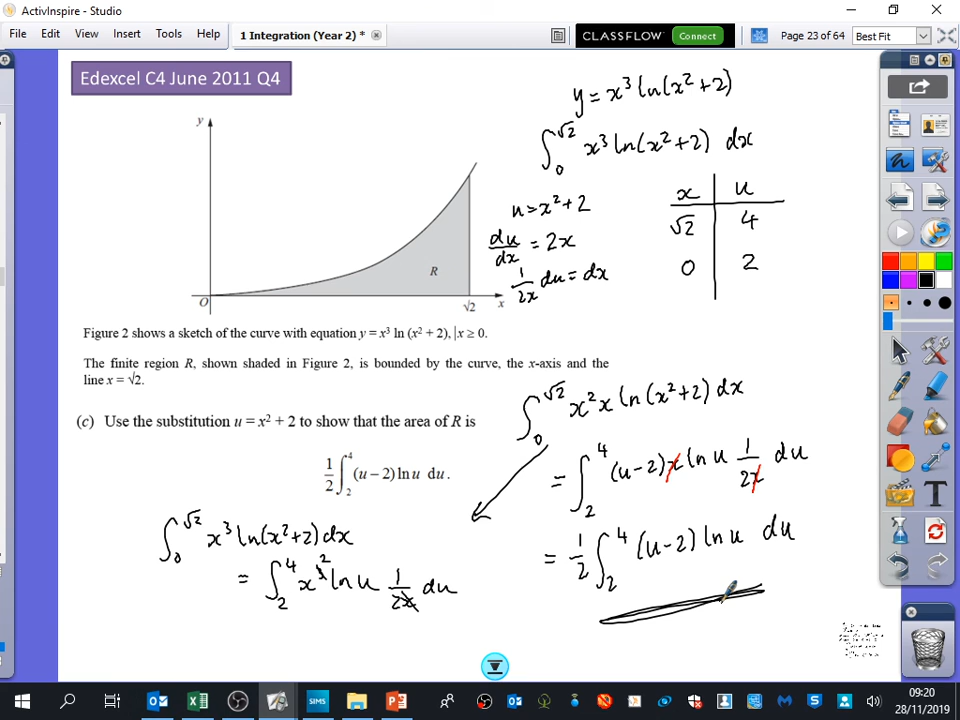 ActivInspire - Studio
File Edit View Insert Tools Help
1 Integration (Year 2) *
CLASSFLOW Connect
Page 23 of 64
Best Fit
Edexcel C4 June 2011 Q4
y = x³ ln(x² + 2)
∫₀^√2 x³ ln(x² + 2) dx
y
R
O
√2
x
u = x² + 2
du/dx = 2x
1/2x du = dx
x u
√2 4
0 2
Figure 2 shows a sketch of the curve with equation y = x³ ln (x² + 2), x ≥ 0.
The finite region R, shown shaded in Figure 2, is bounded by the curve, the x-axis and the
line x = √2.
(c) Use the substitution u = x² + 2 to show that the area of R is
1/2 ∫₂⁴ (u − 2) ln u du.
∫₀^√2 x² x ln(x² + 2) dx
= ∫₂⁴ (u−2) x ln u 1/2x du
= 1/2 ∫₂⁴ (u−2) ln u du
∫₀^√2 x³ ln(x² + 2) dx
= ∫₂⁴ x² ln u 1/2x du
SIMS
09:20
28/11/2019